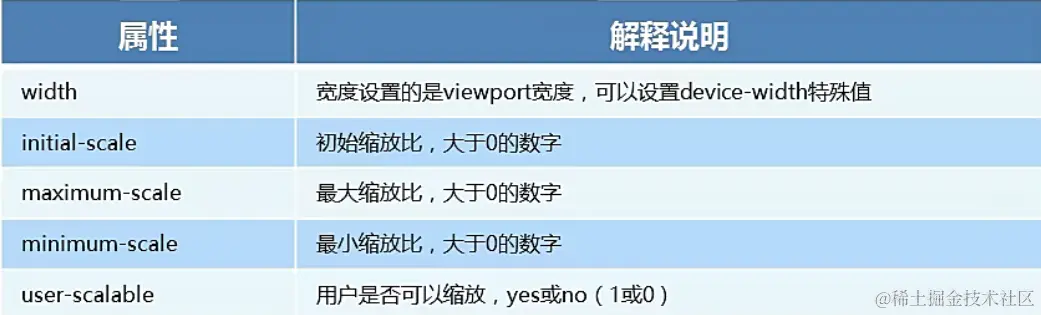 属性 解释说明
width 宽度设置的是viewport宽度，可以设置device-width特殊值
initial-scale 初始缩放比，大于0的数字
maximum-scale 最大缩放比，大于0的数字
minimum-scale 最小缩放比，大于0的数字
user-scalable 用户是否可以缩放，yes或no（1或0）
@稀土掘金技术社区